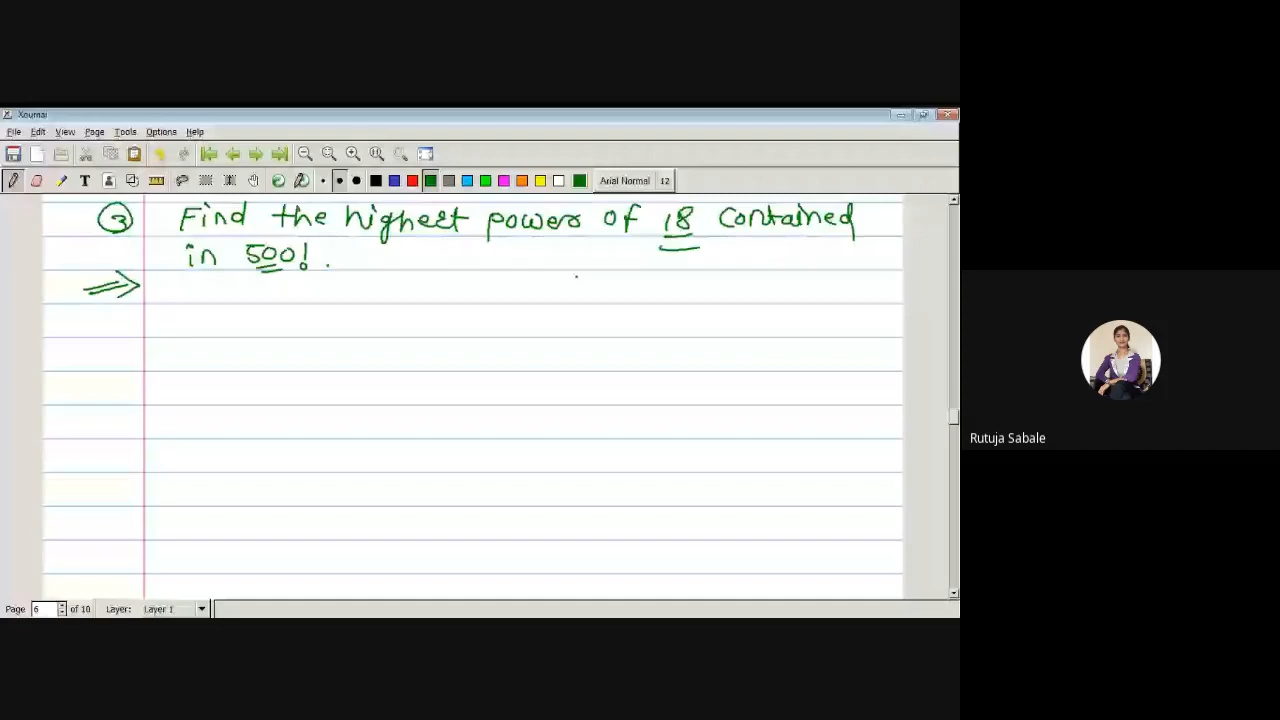 Xournal
File Edit View Page Tools Options Help
T Arial Normal 12
③ Find the highest power of 18 contained
in 500! .
⇒
Rutuja Sabale
Page 6 of 10 Layer: Layer 1